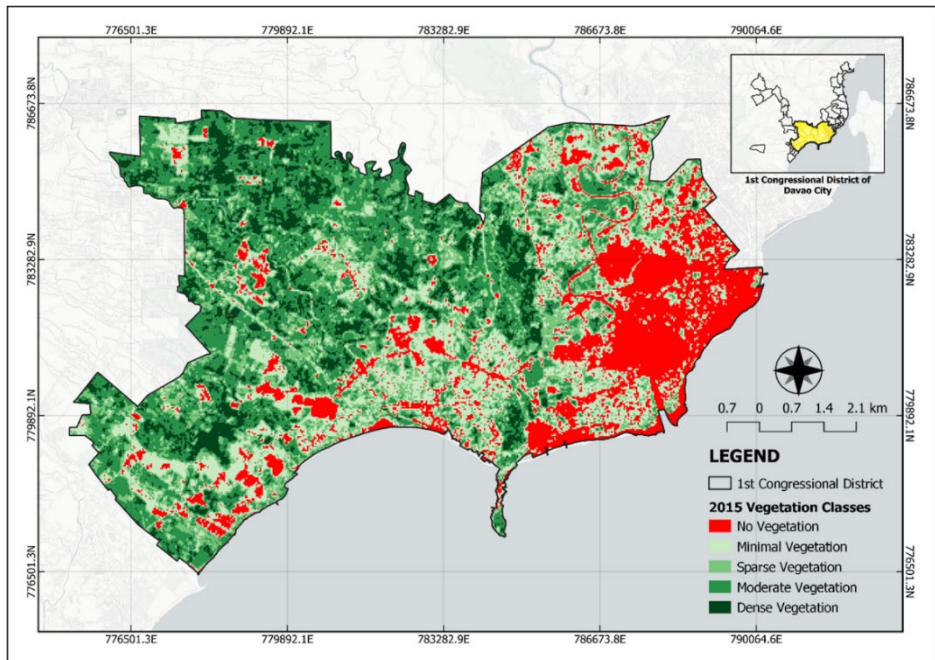 776501.3E 779892.1E 783282.9E 786673.8E 790064.6E
786673.8N
786673.8N
1st Congressional District of
Davao City
783282.9N
783282.9N
779892.1N
779892.1N
0.7 0 0.7 1.4 2.1 km
LEGEND
1st Congressional District
2015 Vegetation Classes
No Vegetation
Minimal Vegetation
Sparse Vegetation
Moderate Vegetation
Dense Vegetation
776501.3N
776501.3N
776501.3E 779892.1E 783282.9E 786673.8E 790064.6E